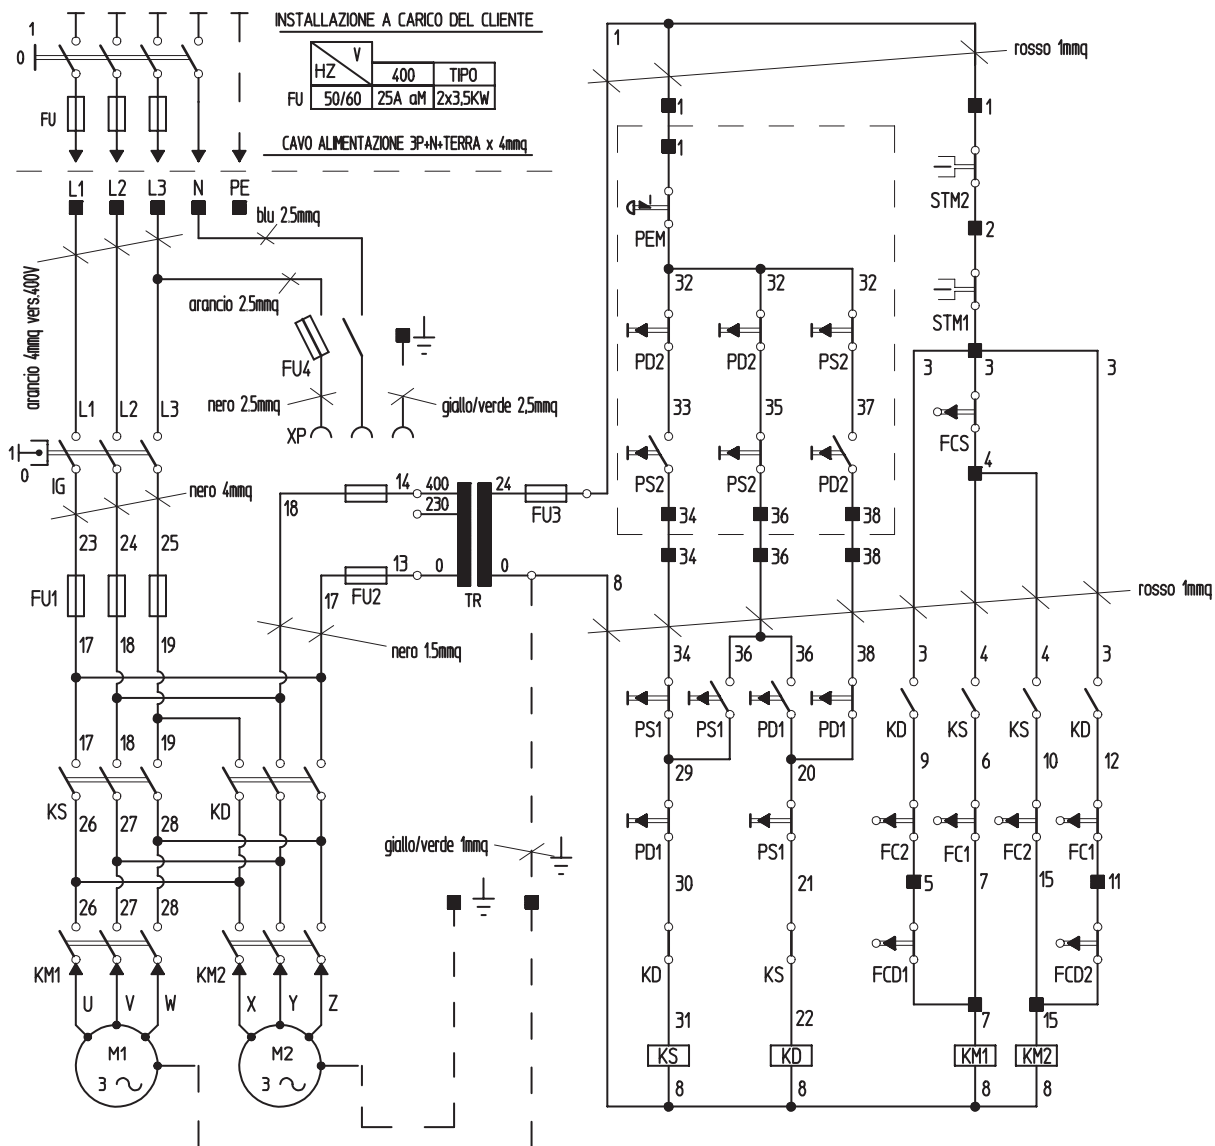 INSTALLAZIONE A CARICO DEL CLIENTE
1
0
FU
V
HZ
400 TIPO
FU 50/60 25A aM 2x3,5KW
CAVO ALIMENTAZIONE 3P+N+TERRA x 4mmq
L1 L2 L3 N PE
blu 2.5mmq
arancio 2.5mmq
arancio 4mmq vers.400V
FU4
nero 2.5mmq
giallo/verde 2,5mmq
XP
L1 L2 L3
1
0
IG
nero 4mmq
23 24 25
FU1
17 18 19
18
14 400 24
230
FU3
13 0 0
17
FU2
TR
nero 1.5mmq
17 18 19
KS KD
26 27 28
giallo/verde 1mmq
26 27 28
KM1 KM2
U V W X Y Z
M1 M2
3 3
1
rosso 1mmq
1 1
1
STM2
PEM
2
32 32 32
STM1
PD2 PD2 PS2
3 3 3
33 35 37
FCS
PS2 PS2 PD2
4
34 36 38
34 36 38
8
rosso 1mmq
34 36 36 38 3 4 4 3
PS1 PS1 PD1 PD1 KD KS KS KD
29 20 9 6 10 12
PD1 PS1 FC2 FC1 FC2 FC1
30 21 5 7 15 11
KD KS FCD1 FCD2
31 22 7 15
KS KD KM1 KM2
8 8 8 8